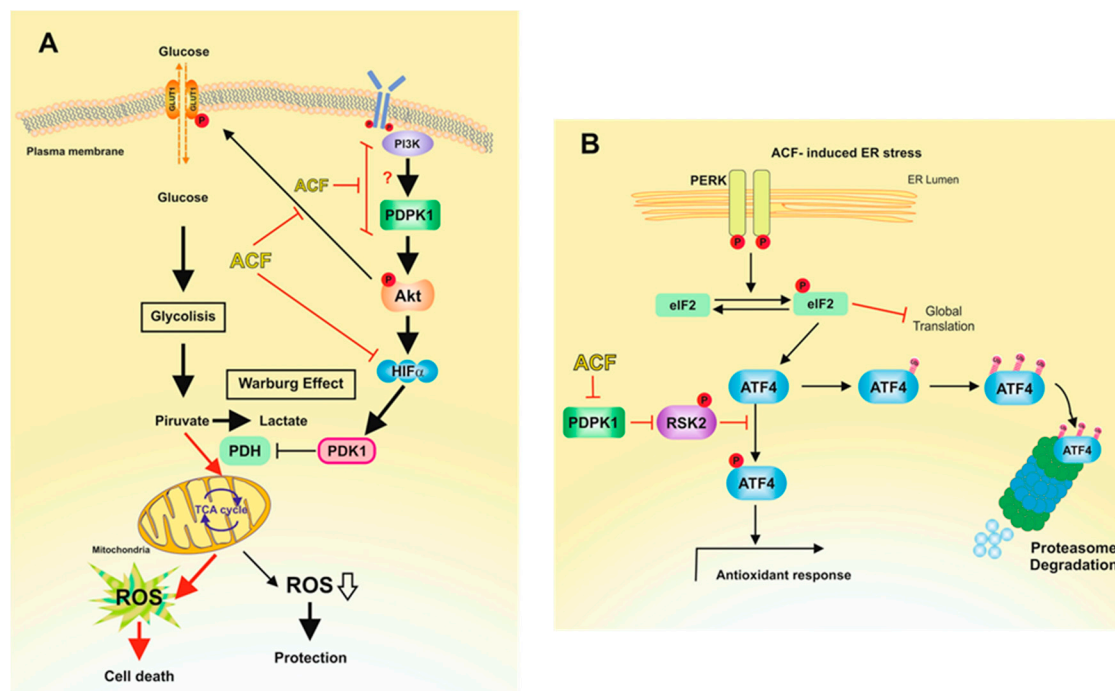 A
Glucose
GLUT1
GLUT1
P
Plasma membrane
P
P
PI3K
Glucose
ACF
?
PDPK1
ACF
P
Akt
Glycolisis
HIFα
Warburg Effect
Piruvate
Lactate
PDH
PDK1
TCA cycle
Mitochondria
ROS
ROS
Protection
Cell death
B
ACF- induced ER stress
PERK
ER Lumen
P
P
P
eIF2
eIF2
Global
Translation
ACF
ATF4
ATF4
ATF4
P
PDPK1
RSK2
ATF4
P
ATF4
Proteasome
Degradation
Antioxidant response